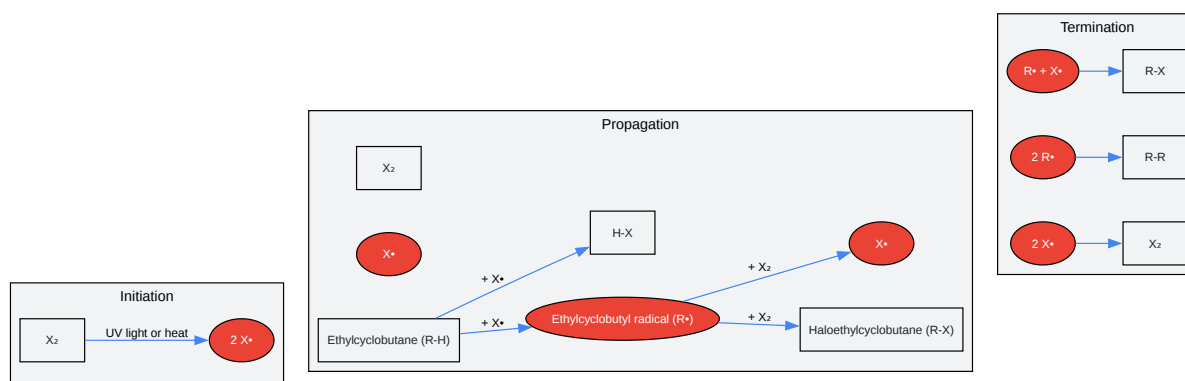 Initiation
X₂
UV light or heat
2 X•
Propagation
X₂
X•
H-X
X•
+ X•
+ X₂
Ethylcyclobutane (R-H)
+ X•
Ethylcyclobutyl radical (R•)
+ X₂
Haloethylcyclobutane (R-X)
Termination
R• + X•
R-X
2 R•
R-R
2 X•
X₂